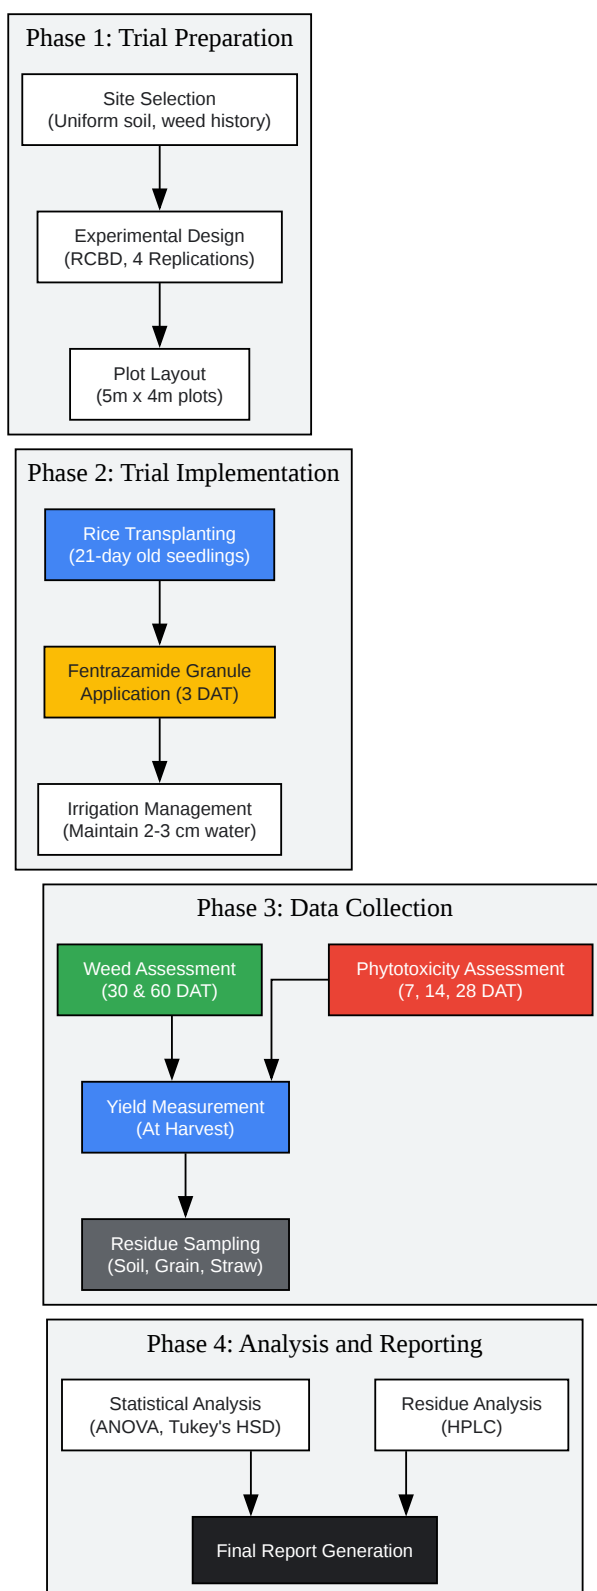 Phase 1: Trial Preparation
Site Selection
(Uniform soil, weed history)
Experimental Design
(RCBD, 4 Replications)
Plot Layout
(5m x 4m plots)
Phase 2: Trial Implementation
Rice Transplanting
(21-day old seedlings)
Fentrazamide Granule
Application (3 DAT)
Irrigation Management
(Maintain 2-3 cm water)
Phase 3: Data Collection
Weed Assessment
(30 & 60 DAT)
Phytotoxicity Assessment
(7, 14, 28 DAT)
Yield Measurement
(At Harvest)
Residue Sampling
(Soil, Grain, Straw)
Phase 4: Analysis and Reporting
Statistical Analysis
(ANOVA, Tukey's HSD)
Residue Analysis
(HPLC)
Final Report Generation